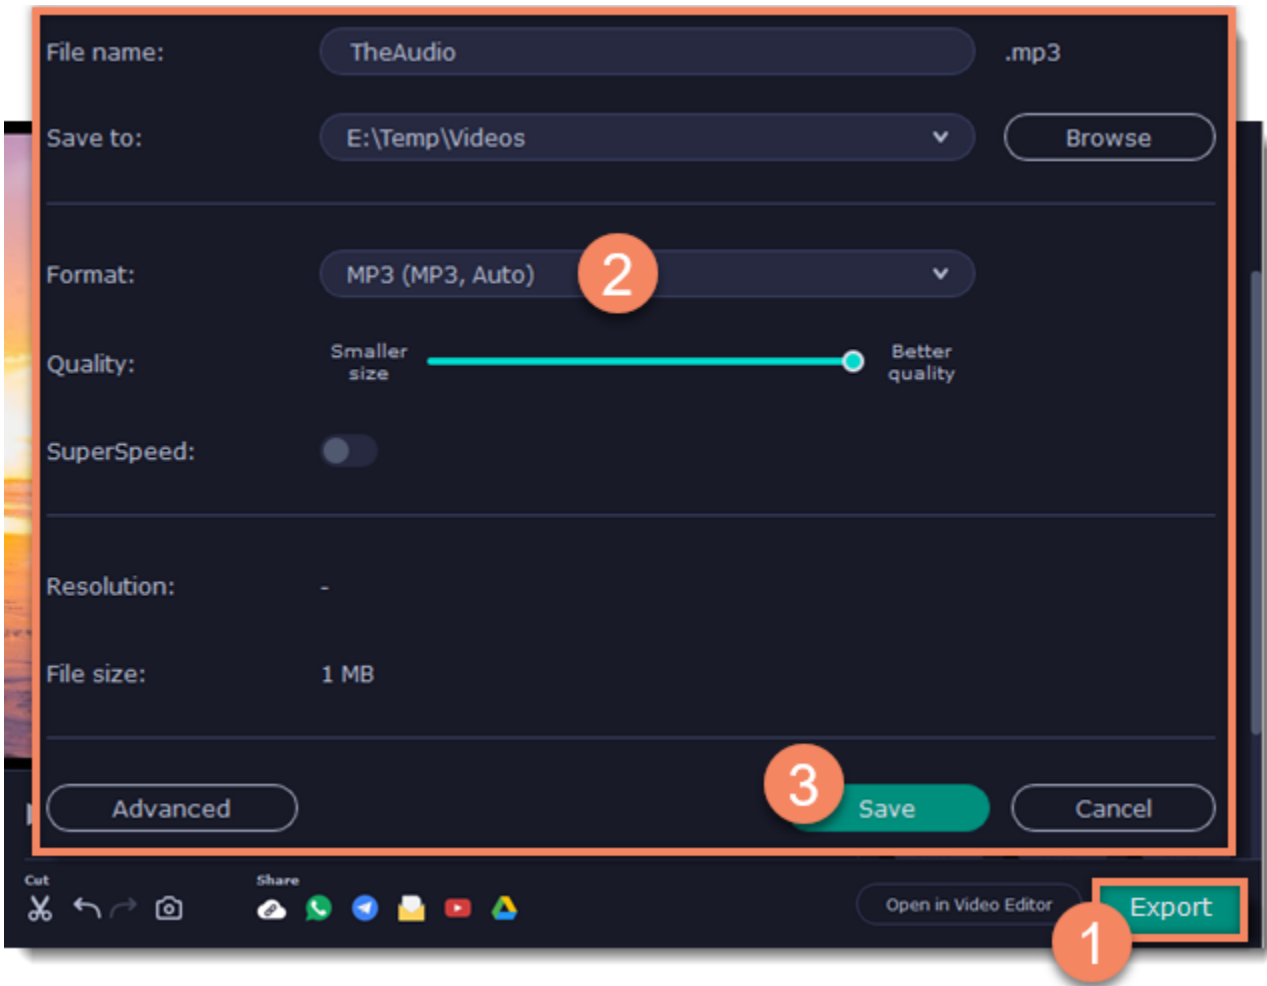 File name: TheAudio .mp3
Save to: E:\Temp\Videos Browse
Format: MP3 (MP3, Auto) 2
Quality: Smaller size Better quality
SuperSpeed:
Resolution: -
File size: 1 MB
Advanced 3 Save Cancel
Cut Share
Open in Video Editor 1 Export